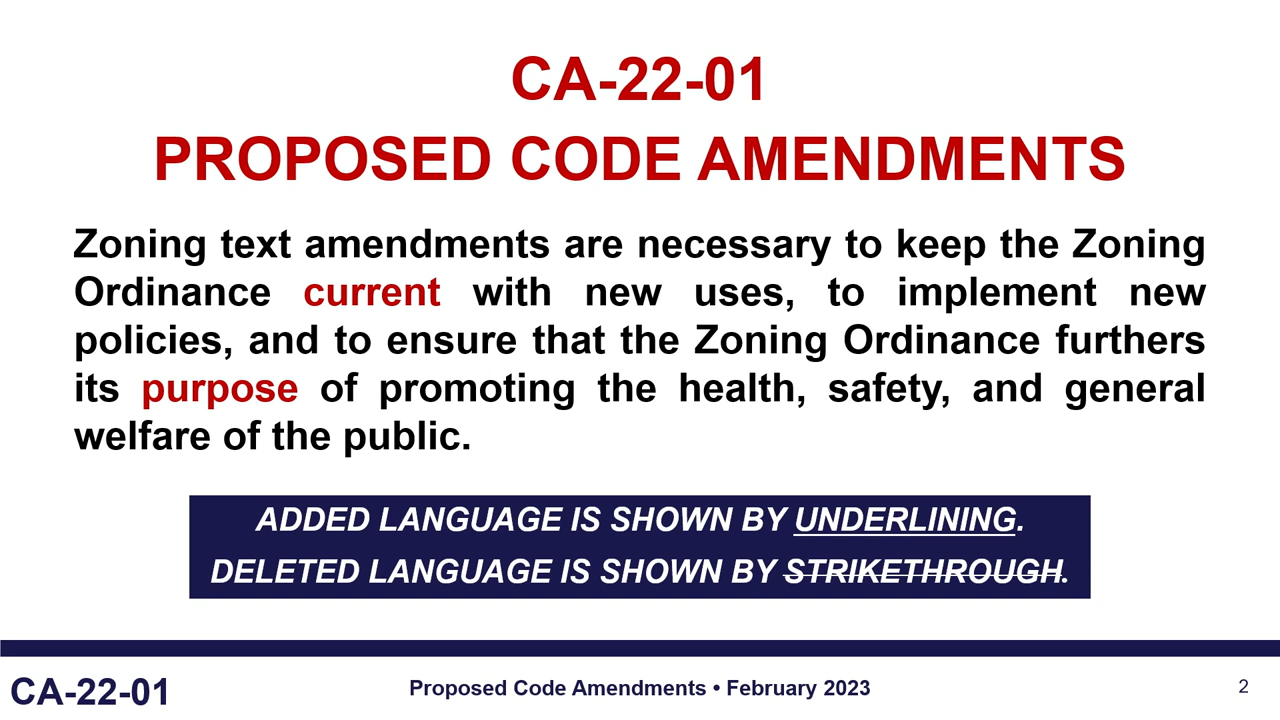 CA-22-01
PROPOSED CODE AMENDMENTS
Zoning text amendments are necessary to keep the Zoning
Ordinance current with new uses, to implement new
policies, and to ensure that the Zoning Ordinance furthers
its purpose of promoting the health, safety, and general
welfare of the public.
ADDED LANGUAGE IS SHOWN BY UNDERLINING.
DELETED LANGUAGE IS SHOWN BY STRIKETHROUGH.
CA-22-01
Proposed Code Amendments • February 2023
2